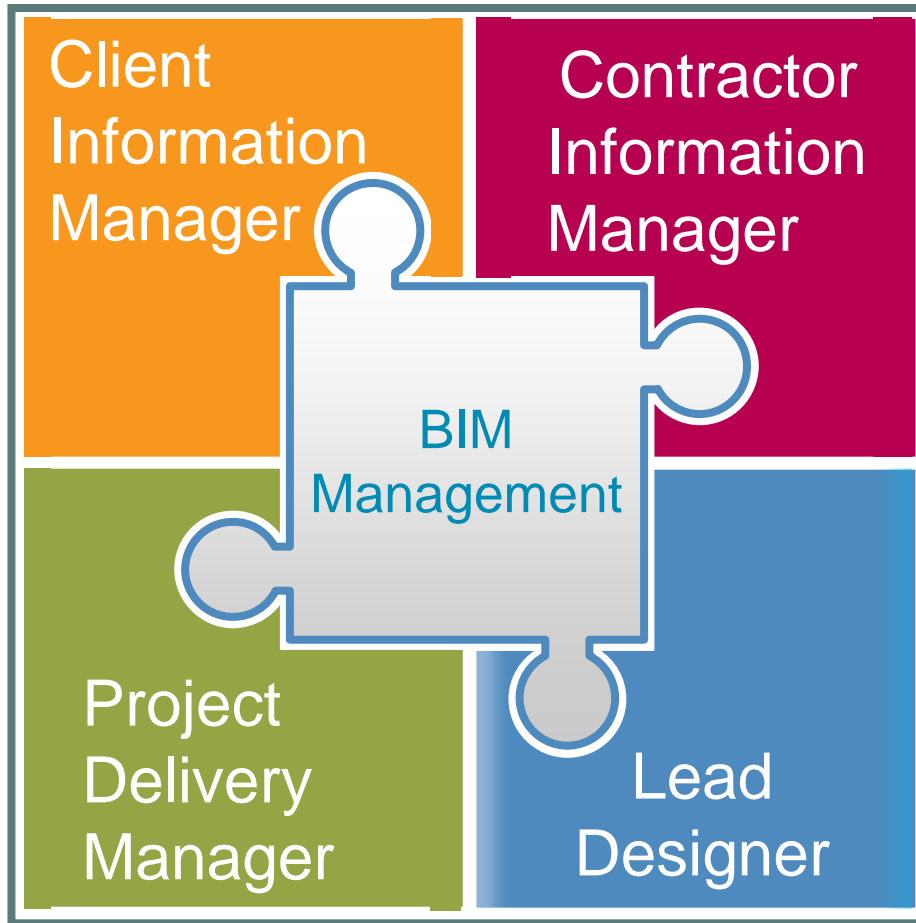 Client
Information
Manager
Contractor
Information
Manager
BIM
Management
Project
Delivery
Manager
Lead
Designer